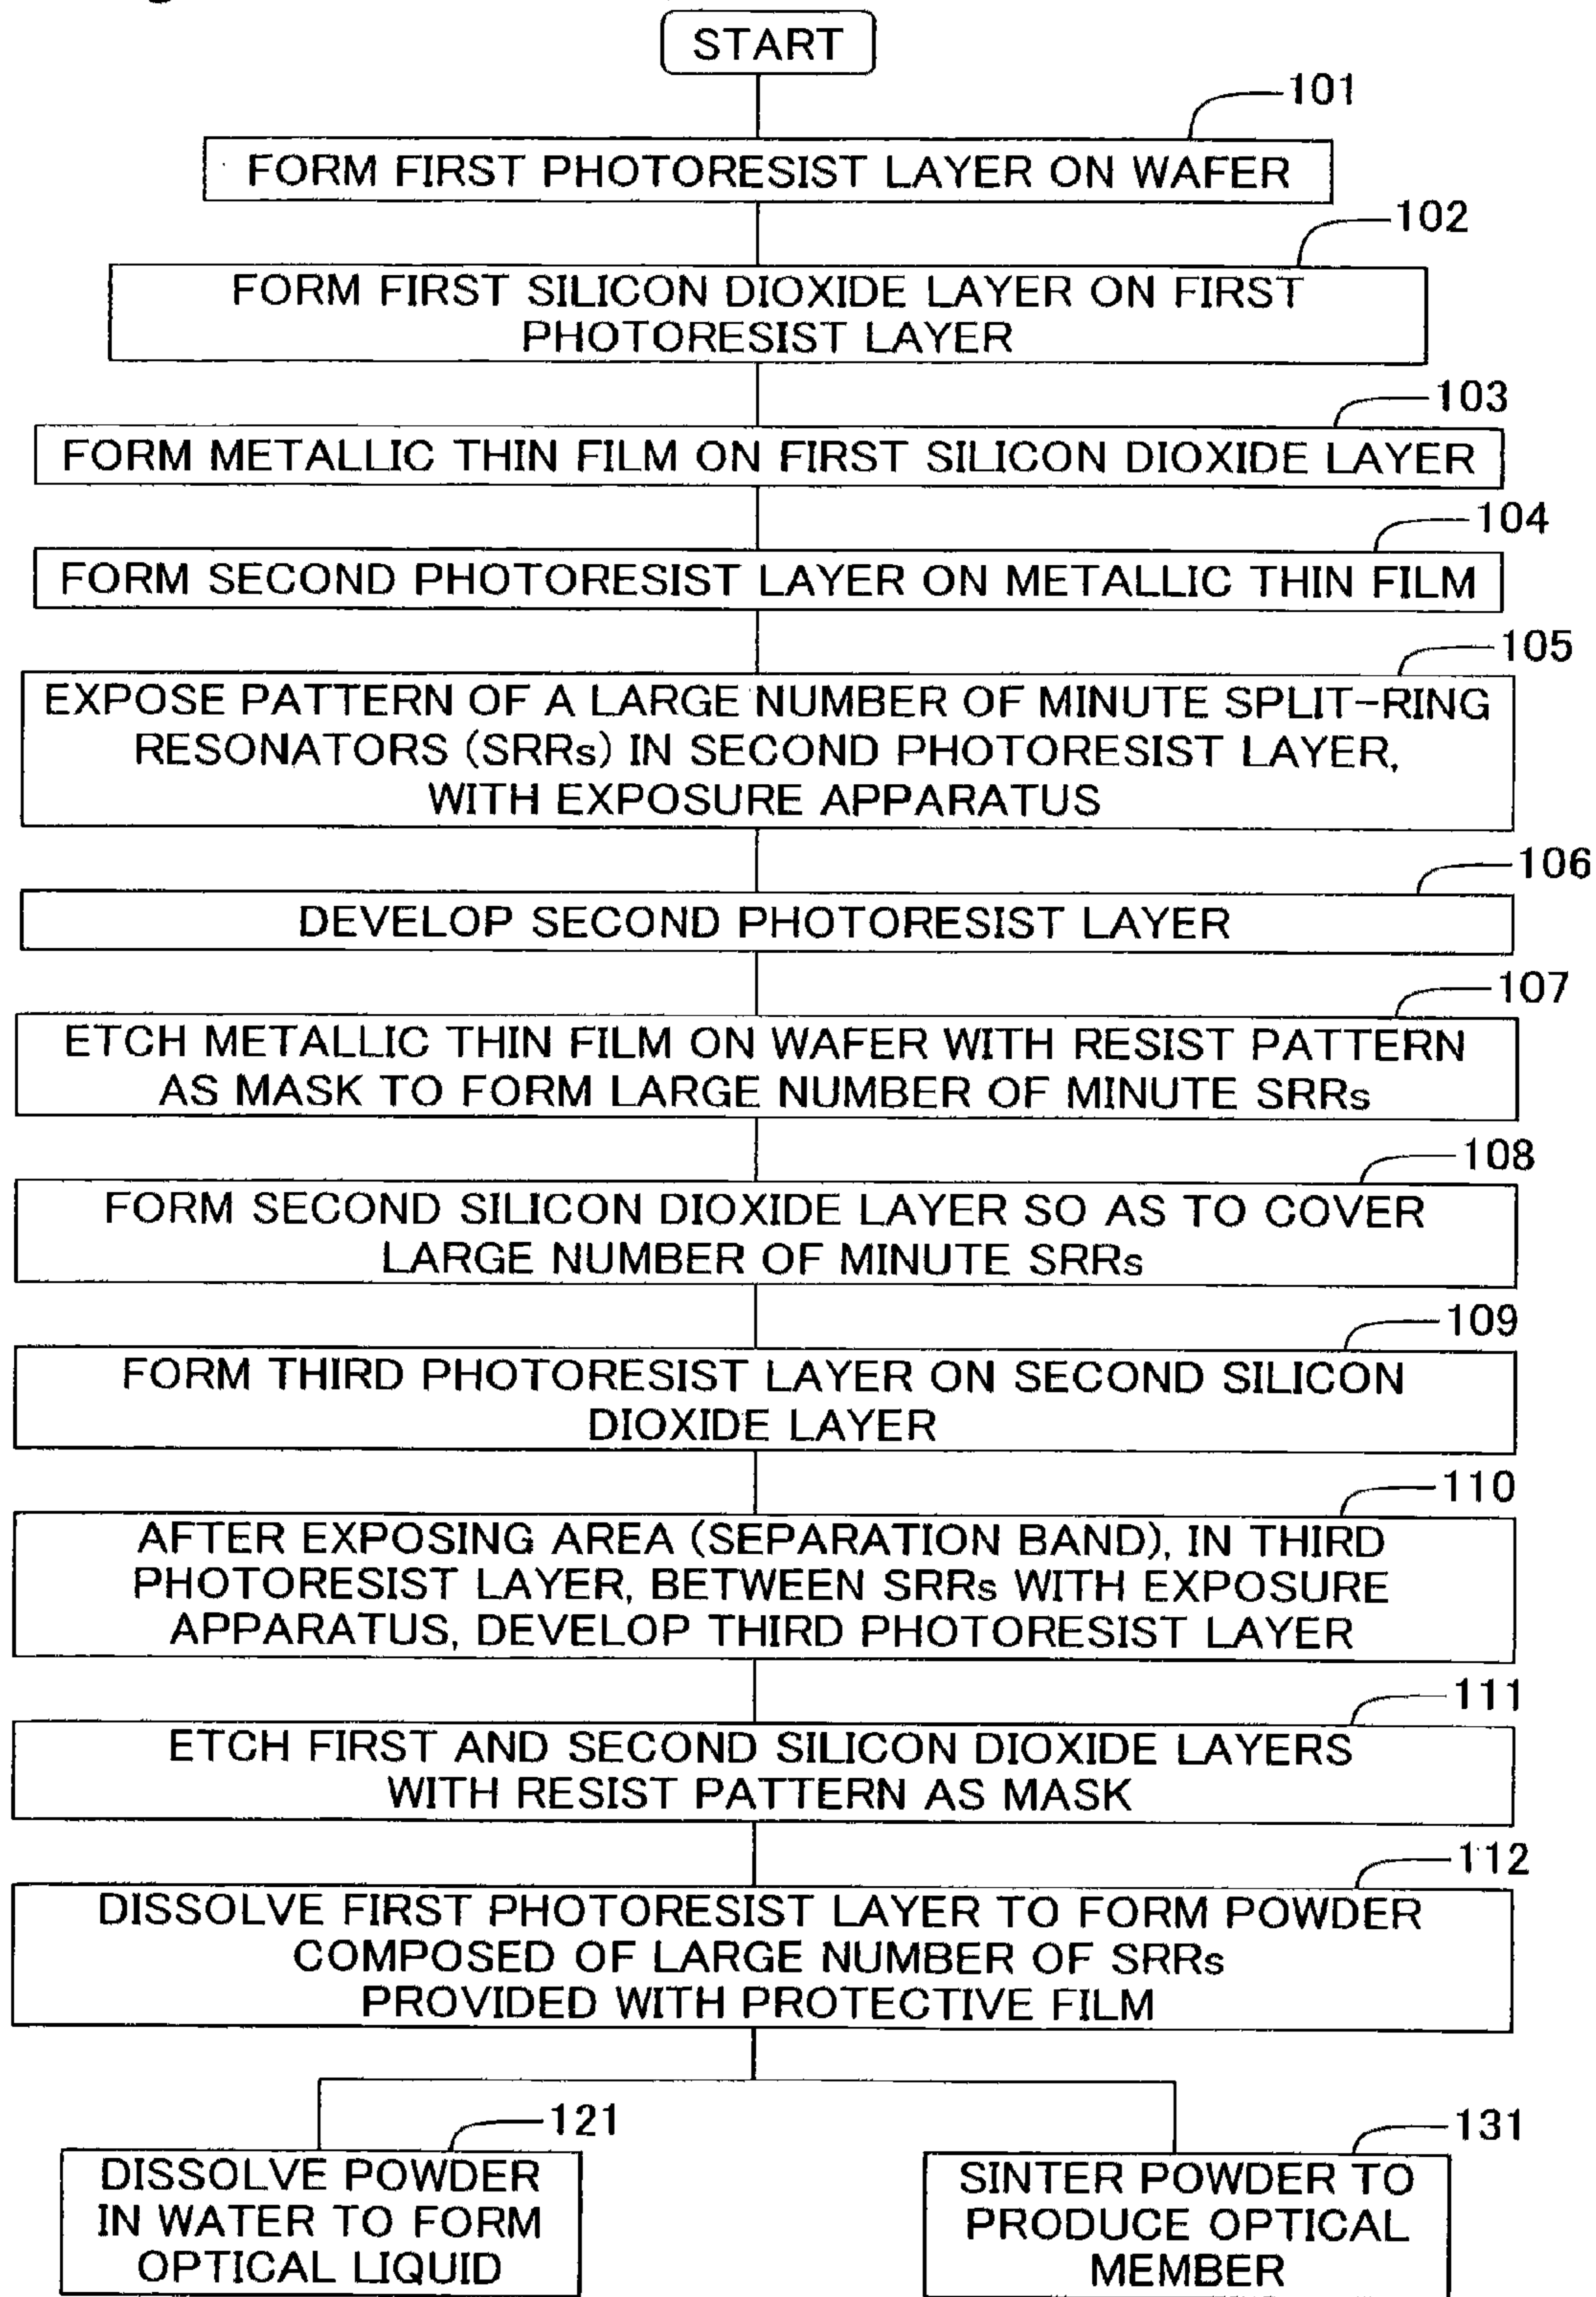 START
101
FORM FIRST PHOTORESIST LAYER ON WAFER
102
FORM FIRST SILICON DIOXIDE LAYER ON FIRST
PHOTORESIST LAYER
103
FORM METALLIC THIN FILM ON FIRST SILICON DIOXIDE LAYER
104
FORM SECOND PHOTORESIST LAYER ON METALLIC THIN FILM
105
EXPOSE PATTERN OF A LARGE NUMBER OF MINUTE SPLIT-RING
RESONATORS (SRRs) IN SECOND PHOTORESIST LAYER,
WITH EXPOSURE APPARATUS
106
DEVELOP SECOND PHOTORESIST LAYER
107
ETCH METALLIC THIN FILM ON WAFER WITH RESIST PATTERN
AS MASK TO FORM LARGE NUMBER OF MINUTE SRRs
108
FORM SECOND SILICON DIOXIDE LAYER SO AS TO COVER
LARGE NUMBER OF MINUTE SRRs
109
FORM THIRD PHOTORESIST LAYER ON SECOND SILICON
DIOXIDE LAYER
110
AFTER EXPOSING AREA (SEPARATION BAND), IN THIRD
PHOTORESIST LAYER, BETWEEN SRRs WITH EXPOSURE
APPARATUS, DEVELOP THIRD PHOTORESIST LAYER
111
ETCH FIRST AND SECOND SILICON DIOXIDE LAYERS
WITH RESIST PATTERN AS MASK
112
DISSOLVE FIRST PHOTORESIST LAYER TO FORM POWDER
COMPOSED OF LARGE NUMBER OF SRRs
PROVIDED WITH PROTECTIVE FILM
121
DISSOLVE POWDER
IN WATER TO FORM
OPTICAL LIQUID
131
SINTER POWDER TO
PRODUCE OPTICAL
MEMBER